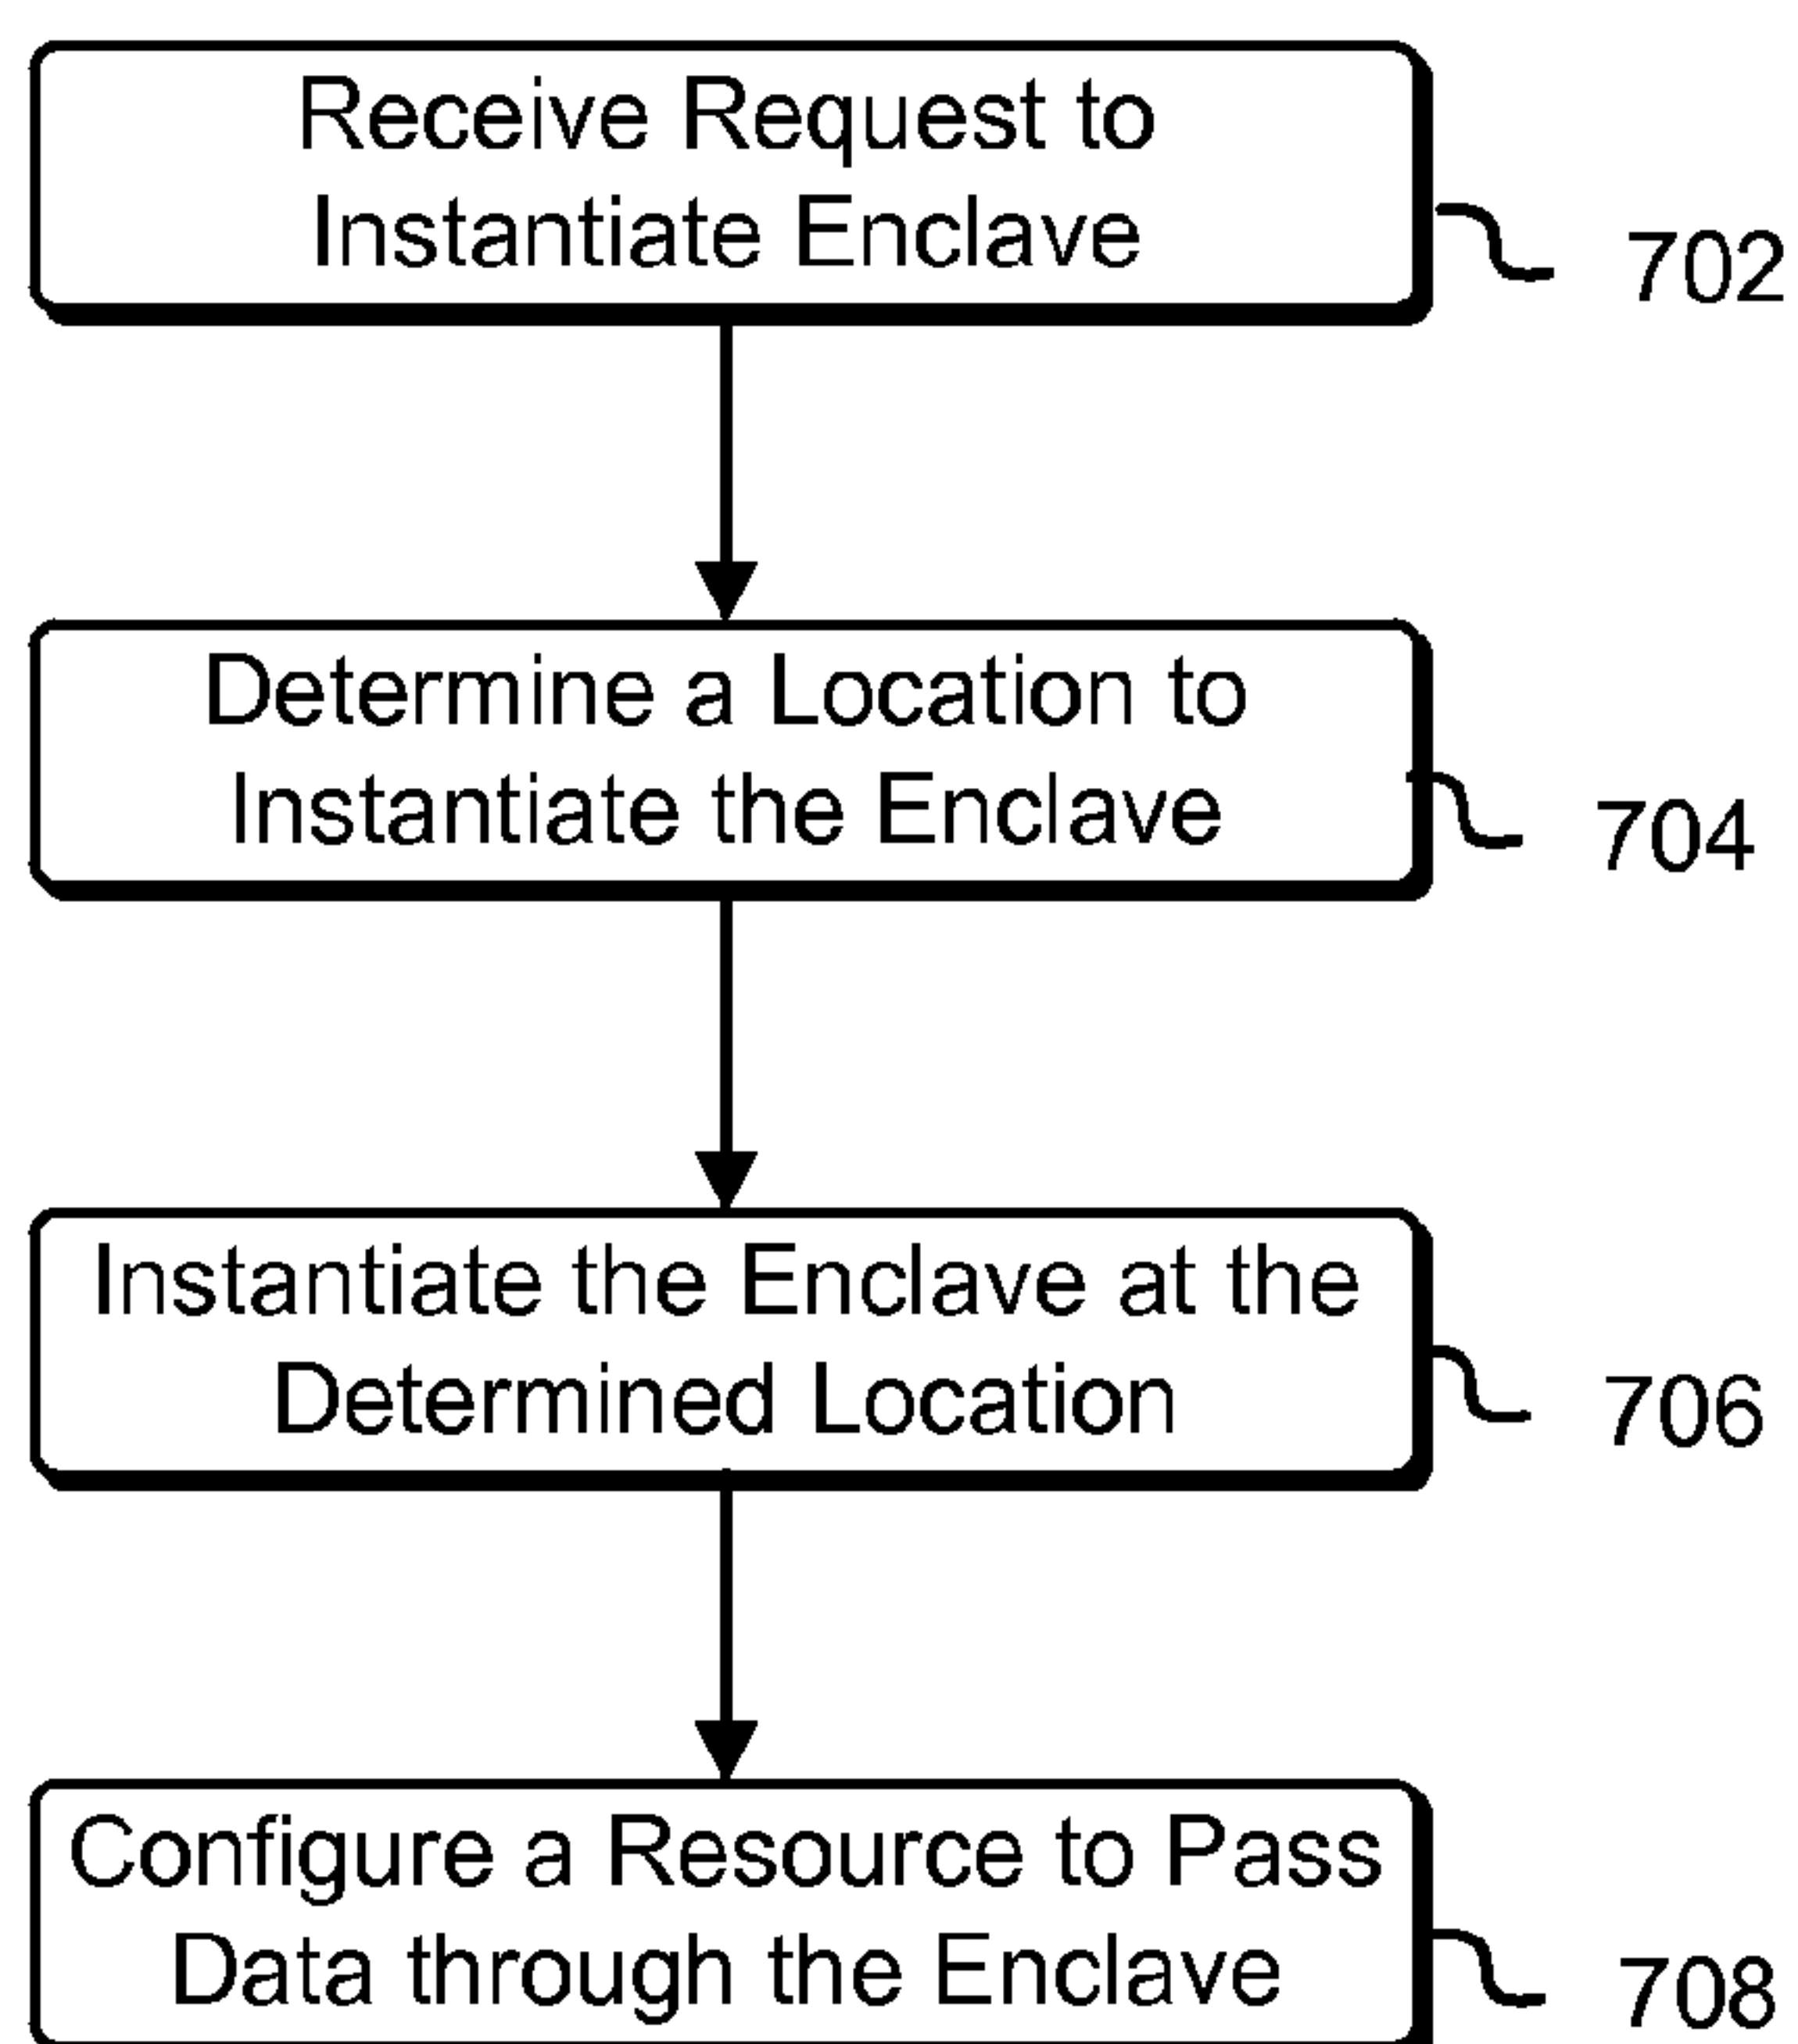 Receive Request to
Instantiate Enclave
702
Determine a Location to
Instantiate the Enclave
704
Instantiate the Enclave at the
Determined Location
706
Configure a Resource to Pass
Data through the Enclave
708